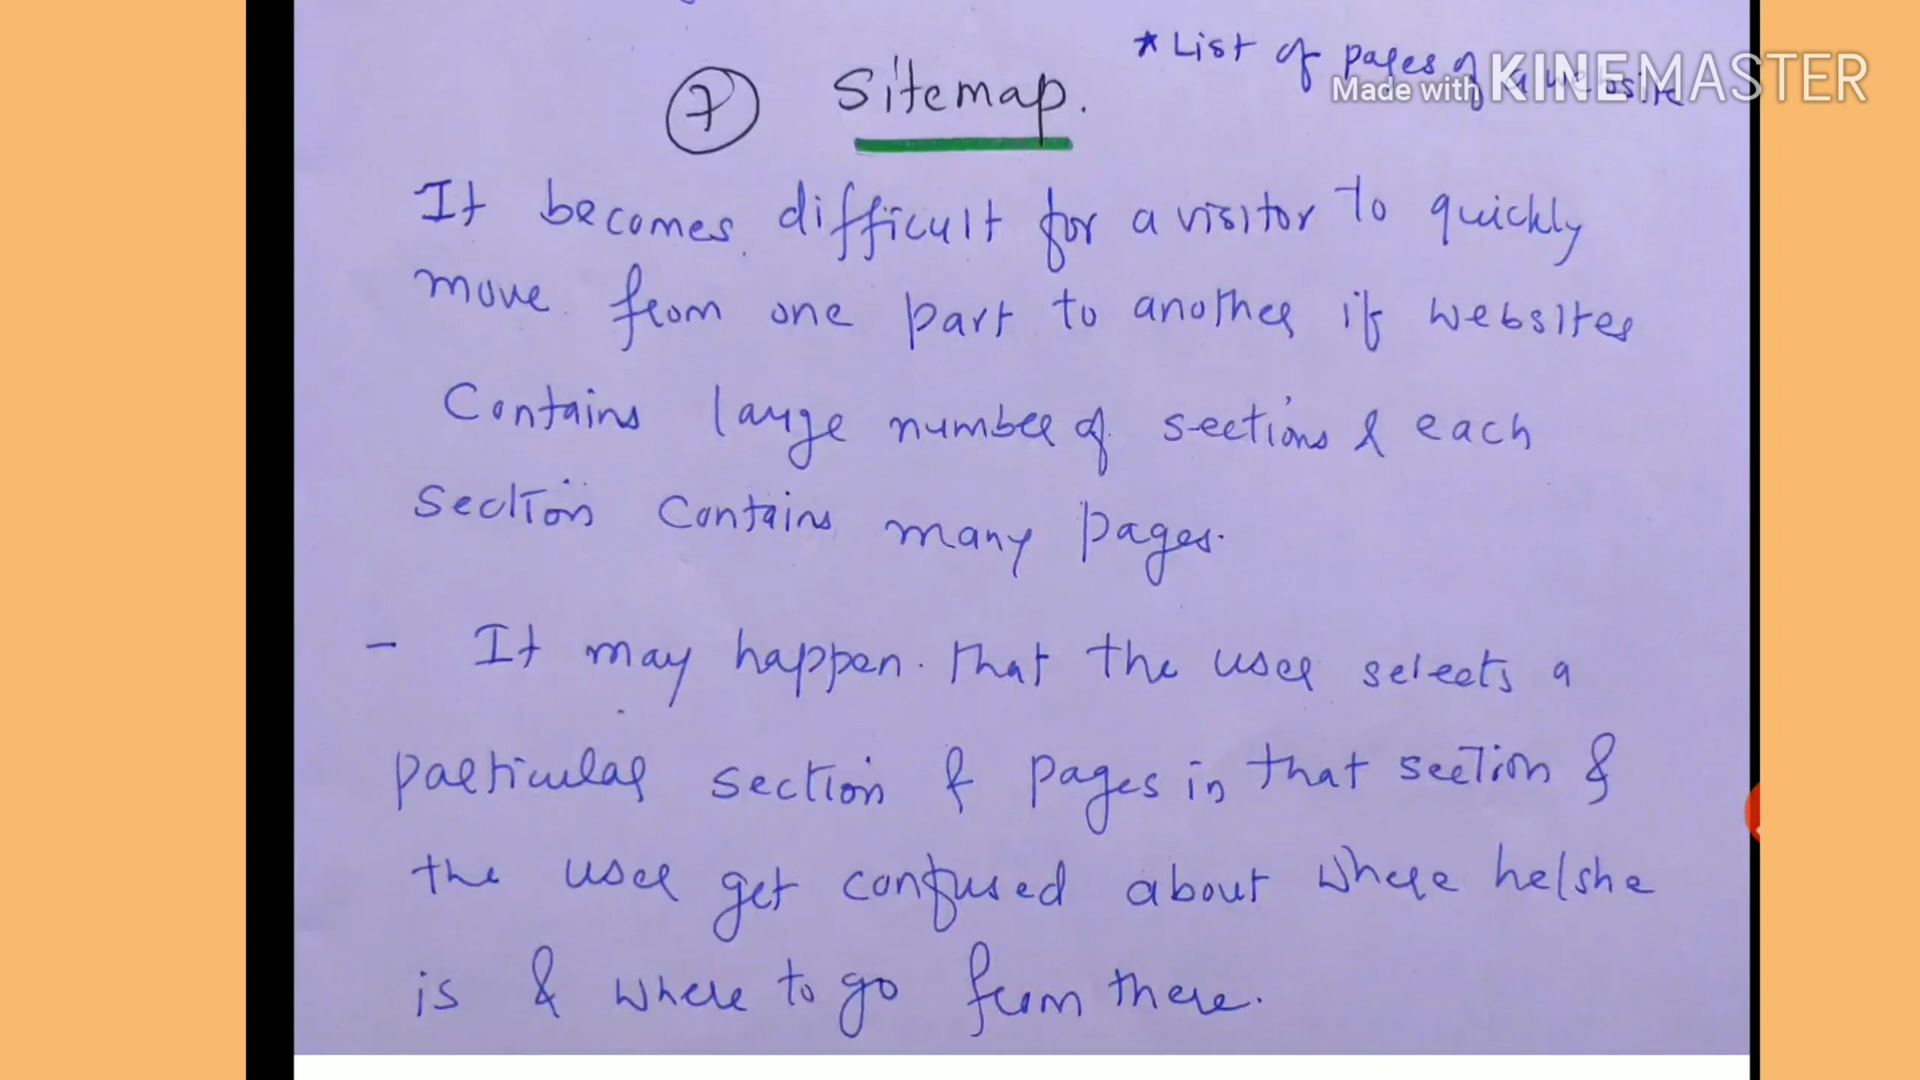 * List of pages of a website
Made with KINEMASTER
7 Sitemap.
It becomes difficult for a visitor to quickly
move from one part to another if websites
Contains large number of sections & each
section contains many pages.
- It may happen that the user selects a
particular section & pages in that section &
the user get confused about where he/she
is & where to go from there.